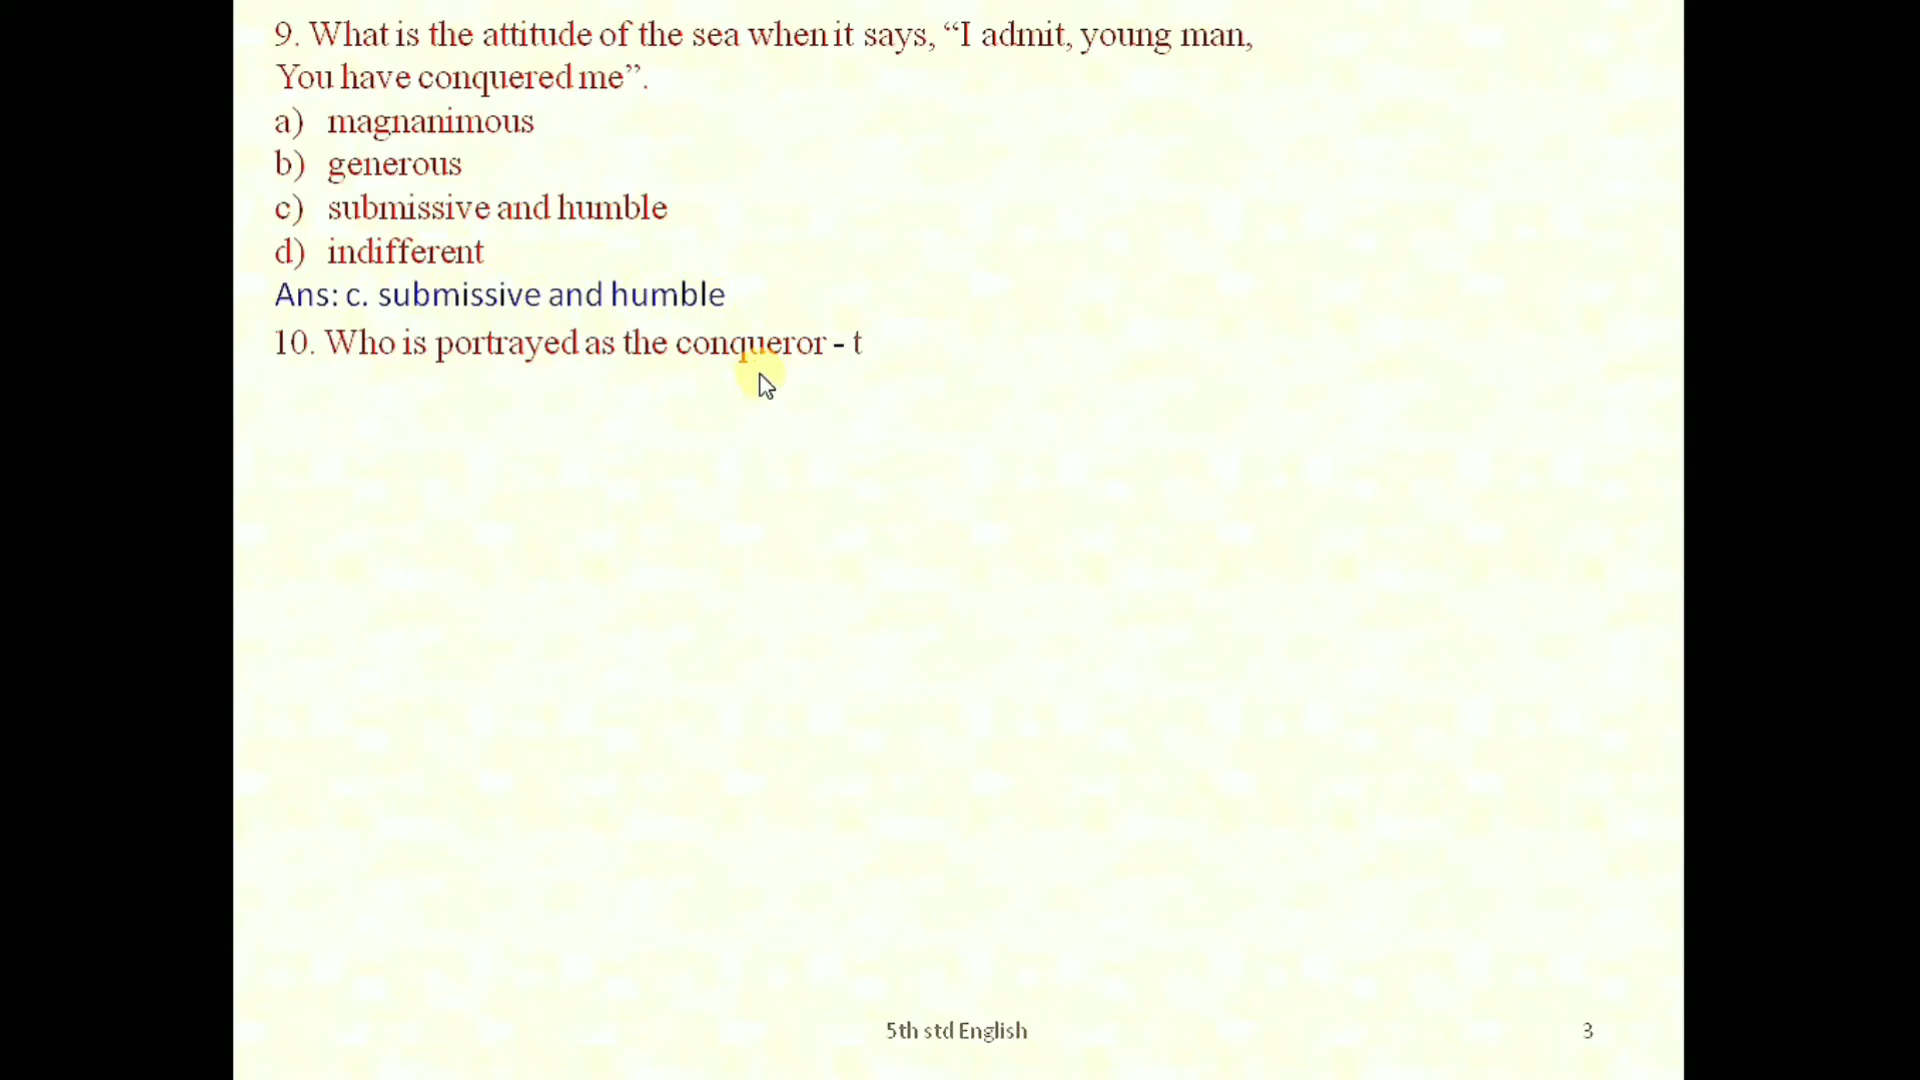 9. What is the attitude of the sea when it says, “I admit, young man,
You have conquered me”.
a) magnanimous
b) generous
c) submissive and humble
d) indifferent
Ans: c. submissive and humble
10. Who is portrayed as the conqueror - t
5th std English
3